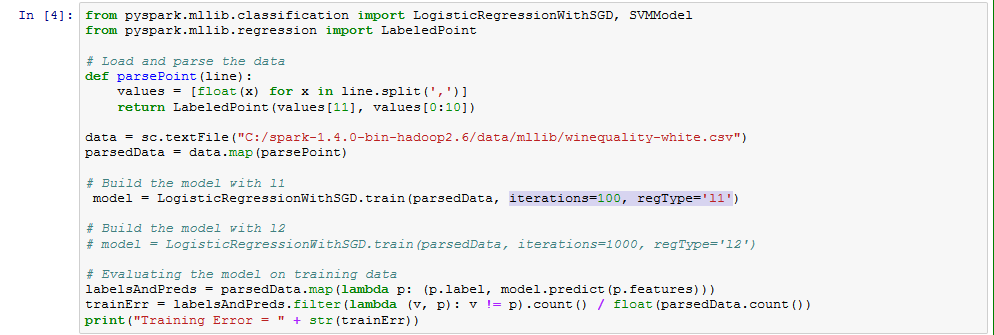 In [4]: from pyspark.mllib.classification import LogisticRegressionWithSGD, SVMModel
from pyspark.mllib.regression import LabeledPoint
# Load and parse the data
def parsePoint(line):
    values = [float(x) for x in line.split(',')]
    return LabeledPoint(values[11], values[0:10])
data = sc.textFile("C:/spark-1.4.0-bin-hadoop2.6/data/mllib/winequality-white.csv")
parsedData = data.map(parsePoint)
# Build the model with l1
 model = LogisticRegressionWithSGD.train(parsedData, iterations=100, regType='l1')
# Build the model with l2
# model = LogisticRegressionWithSGD.train(parsedData, iterations=1000, regType='l2')
# Evaluating the model on training data
labelsAndPreds = parsedData.map(lambda p: (p.label, model.predict(p.features)))
trainErr = labelsAndPreds.filter(lambda (v, p): v != p).count() / float(parsedData.count())
print("Training Error = " + str(trainErr))